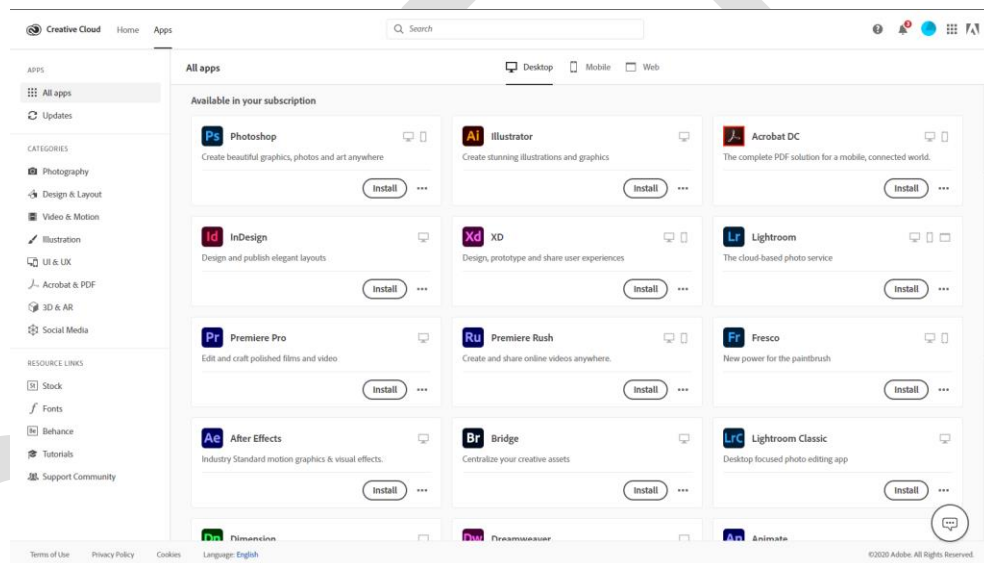 Creative Cloud Home Apps Search 3
APPS
All apps
Updates
CATEGORIES
Photography
Design & Layout
Video & Motion
Illustration
UI & UX
Acrobat & PDF
3D & AR
Social Media
RESOURCE LINKS
St Stock
Fonts
Be Behance
Tutorials
Support Community
All apps Desktop Mobile Web
Available in your subscription
Ps Photoshop
Create beautiful graphics, photos and art anywhere
Install
Ai Illustrator
Create stunning illustrations and graphics
Install
Acrobat DC
The complete PDF solution for a mobile, connected world.
Install
Id InDesign
Design and publish elegant layouts
Install
Xd XD
Design, prototype and share user experiences
Install
Lr Lightroom
The cloud-based photo service
Install
Pr Premiere Pro
Edit and craft polished films and video
Install
Ru Premiere Rush
Create and share online videos anywhere.
Install
Fr Fresco
New power for the paintbrush
Install
Ae After Effects
Industry Standard motion graphics & visual effects.
Install
Br Bridge
Centralize your creative assets
Install
LrC Lightroom Classic
Desktop focused photo editing app
Install
Dn Dimension
Dw Dreamweaver
An Animate
Terms of Use Privacy Policy Cookies Language: English ©2020 Adobe. All Rights Reserved.